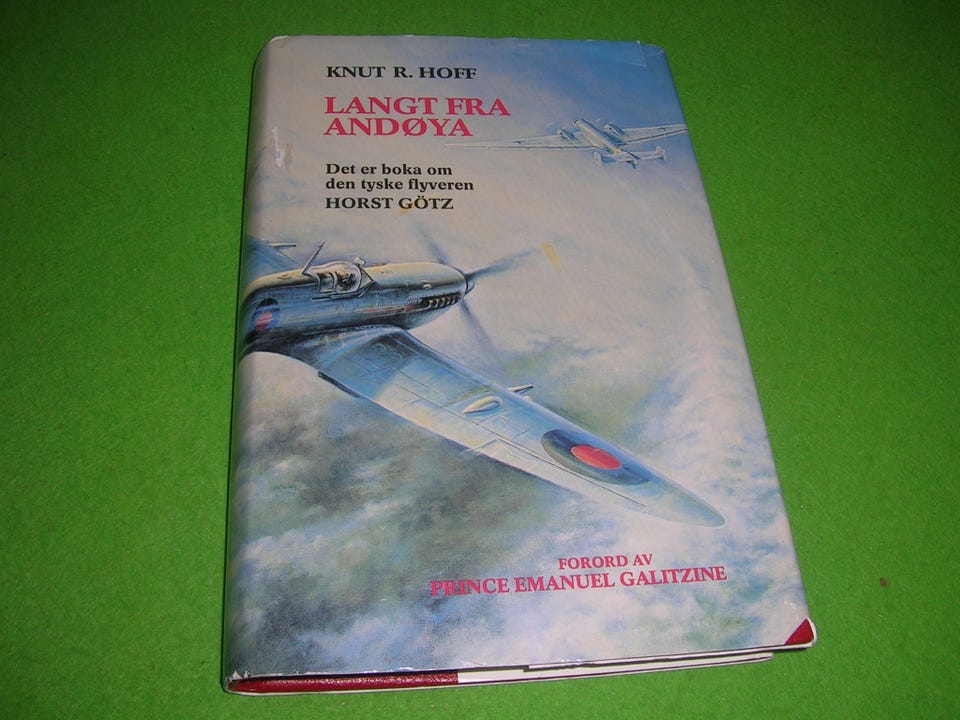 KNUT R. HOFF
LANGT FRA
ANDØYA
Det er boka om
den tyske flyveren
HORST GÖTZ
FORORD AV
PRINCE EMANUEL GALITZINE